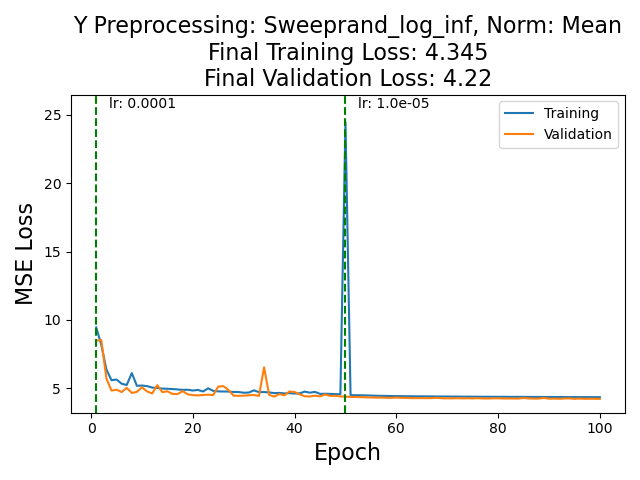 Y Preprocessing: Sweeprand_log_inf, Norm: Mean
Final Training Loss: 4.345
Final Validation Loss: 4.22
lr: 0.0001
lr: 1.0e-05
Training
Validation
MSE Loss
25
20
15
10
5
0
20
40
60
80
100
Epoch